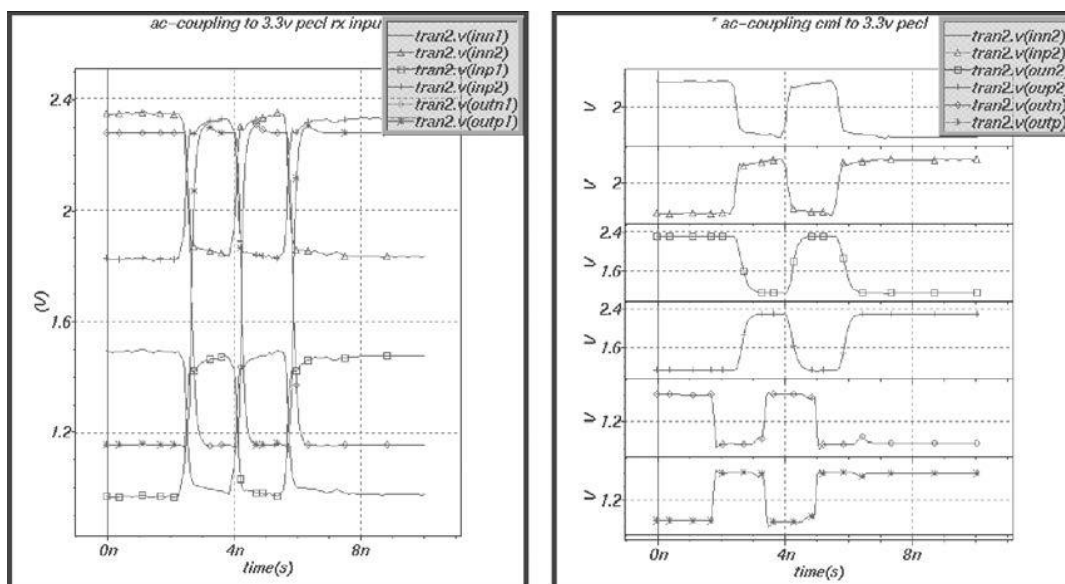 ac-coupling to 3.3v pecl rx inpu
tran2.v(inn1)
tran2.v(inn2)
tran2.v(inp1)
tran2.v(inp2)
tran2.v(outn1)
tran2.v(outp1)
2.4
2
1.6
1.2
(V)
0n
4n
8n
time(s)
* ac-coupling cml to 3.3v pecl
tran2.v(inn2)
tran2.v(inp2)
tran2.v(oun2)
tran2.v(oup2)
tran2.v(outn)
tran2.v(outp)
V
2
V
2
V
2.4
1.6
V
2.4
1.6
V
1.2
V
1.2
0n
4n
8n
time(s)